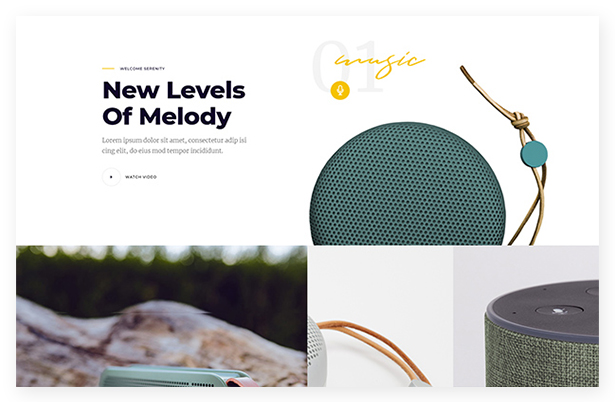 WELCOME SERENITY
New Levels
Of Melody
Lorem ipsum dolor sit amet, consectetur adip isi
cing elit, do eius mod tempor incididunt.
WATCH VIDEO
01
music